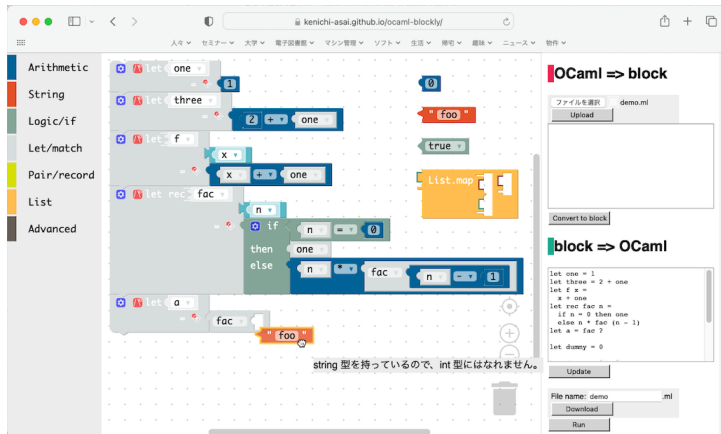 kenichi-asai.github.io/ocaml-blockly/
人々 セミナー 大学 電子図書館 マシン管理 ソフト 生活 帰宅 趣味 ニュース 物件
Arithmetic
String
Logic/if
Let/match
Pair/record
List
Advanced
let one
= 1
let three
= 2 + one
let f
x
= x + one
let rec fac
n
= if n = 0
then one
else n * fac n - 1
let a
= fac
"foo"
0
"foo"
true
List.map
string 型を持っているので、int 型にはなれません。
OCaml => block
ファイルを選択 demo.ml
Upload
Convert to block
block => OCaml
let one = 1
let three = 2 + one
let f x =
x + one
let rec fac n =
if n = 0 then one
else n * fac (n - 1)
let a = fac ?
let dummy = 0
Update
File name: demo .ml
Download
Run